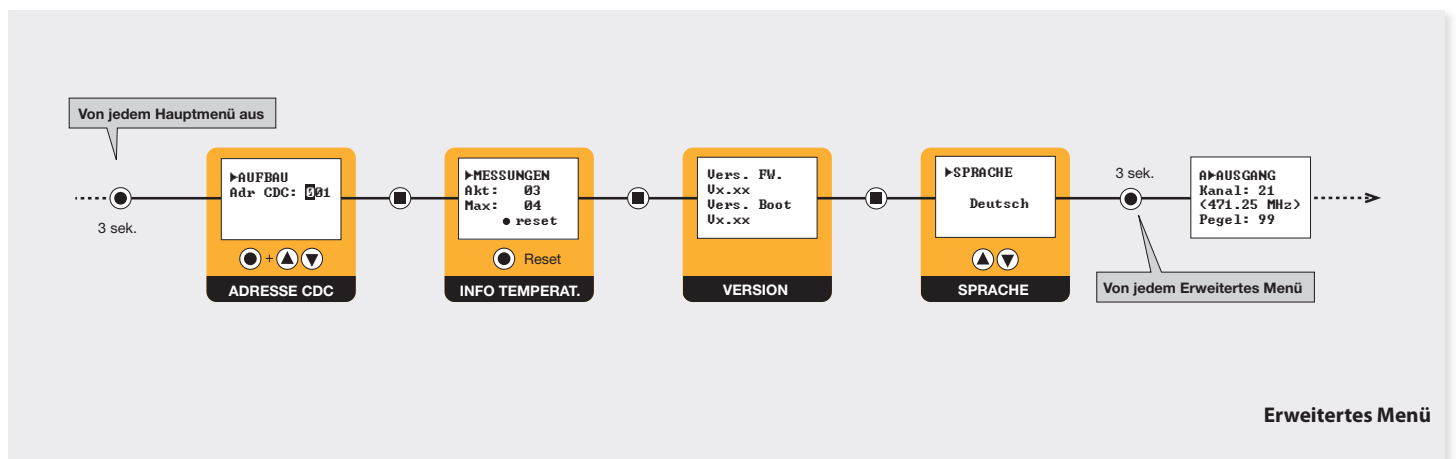 Von jedem Hauptmenü aus
3 sek.
▶AUFBAU
Adr CDC: 001
+
ADRESSE CDC
▶MESSUNGEN
Akt: 03
Max: 04
● reset
Reset
INFO TEMPERAT.
Vers. FW.
Vx.xx
Vers. Boot
Vx.xx
VERSION
▶SPRACHE
Deutsch
SPRACHE
3 sek.
Von jedem Erweitertes Menü
A▶AUSGANG
Kanal: 21
(471.25 MHz)
Pegel: 99
Erweitertes Menü